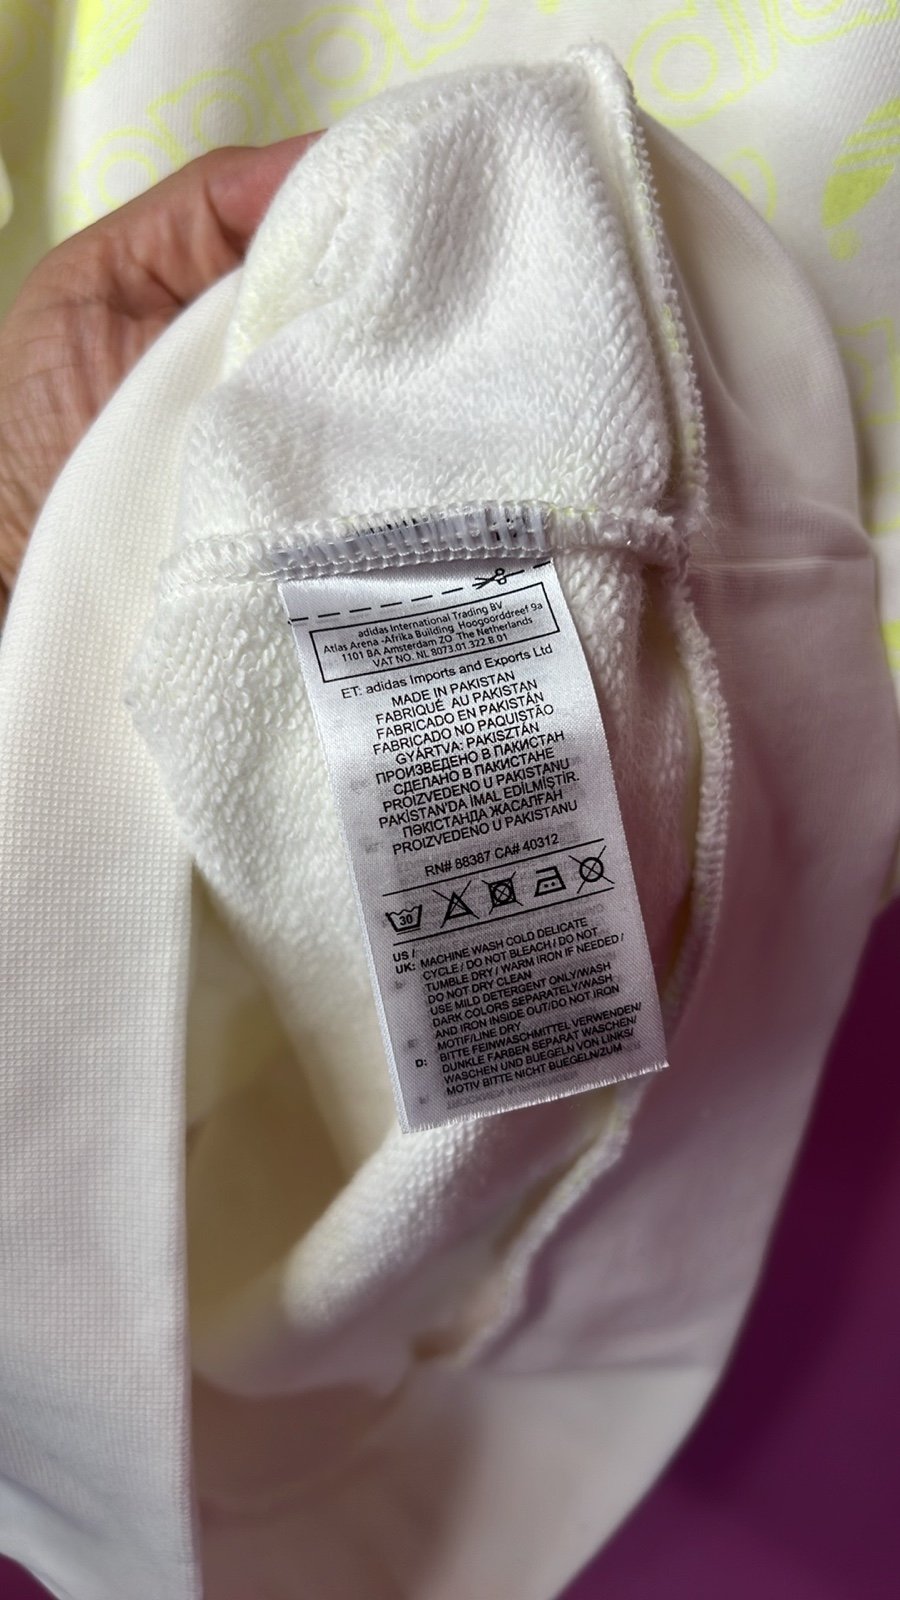 adidas
adidas International Trading BV
Atlas Arena -Afrika Building, Hoogoorddreef 9a
1101 BA Amsterdam ZO The Netherlands
VAT NO. NL 8073.01.322.B.01
ET: adidas Imports and Exports Ltd
MADE IN PAKISTAN
FABRIQUÉ AU PAKISTAN
FABRICADO EN PAKISTÁN
FABRICADO NO PAQUISTÃO
GYÁRTVA: PAKISZTÁN
ПРОИЗВЕДЕНО В ПАКИСТАН
СДЕЛАНО В ПАКИСТАНЕ
PROIZVEDENO U PAKISTANU
PAKİSTAN'DA İMAL EDİLMİŞTİR.
ПӘКІСТАНДА ЖАСАЛҒАН
PROIZVEDENO U PAKISTANU
RN# 88387 CA# 40312
30
US /
UK: MACHINE WASH COLD DELICATE
CYCLE / DO NOT BLEACH / DO NOT
TUMBLE DRY / WARM IRON IF NEEDED /
DO NOT DRY CLEAN
USE MILD DETERGENT ONLY/WASH
DARK COLORS SEPARATELY/WASH
AND IRON INSIDE OUT/DO NOT IRON
MOTIF/LINE DRY
D: BITTE FEINWASCHMITTEL VERWENDEN/
DUNKLE FARBEN SEPARAT WASCHEN/
WASCHEN UND BUEGELN VON LINKS/
MOTIV BITTE NICHT BUEGELN/ZUM